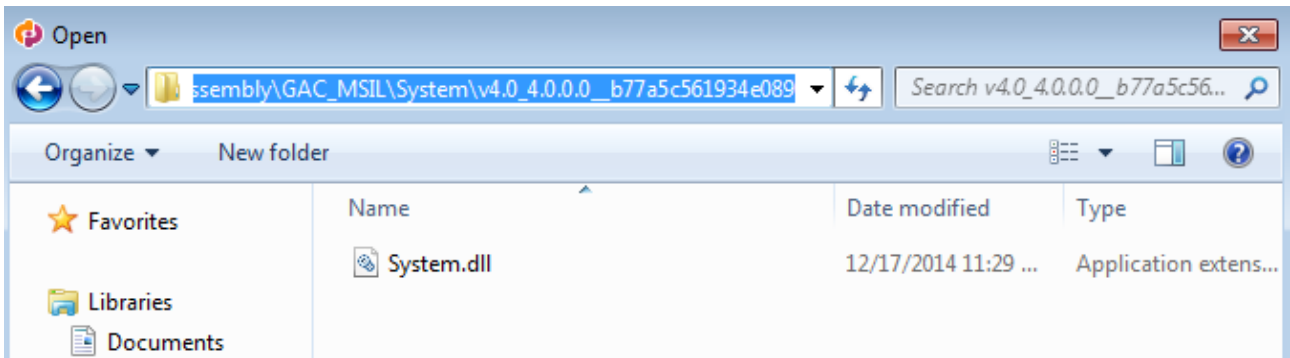 Open
ssembly\GAC_MSIL\System\v4.0_4.0.0.0__b77a5c561934e089 Search v4.0_4.0.0.0__b77a5c56...
Organize New folder
Favorites
Libraries
Documents
Name Date modified Type
System.dll 12/17/2014 11:29 ... Application extens...